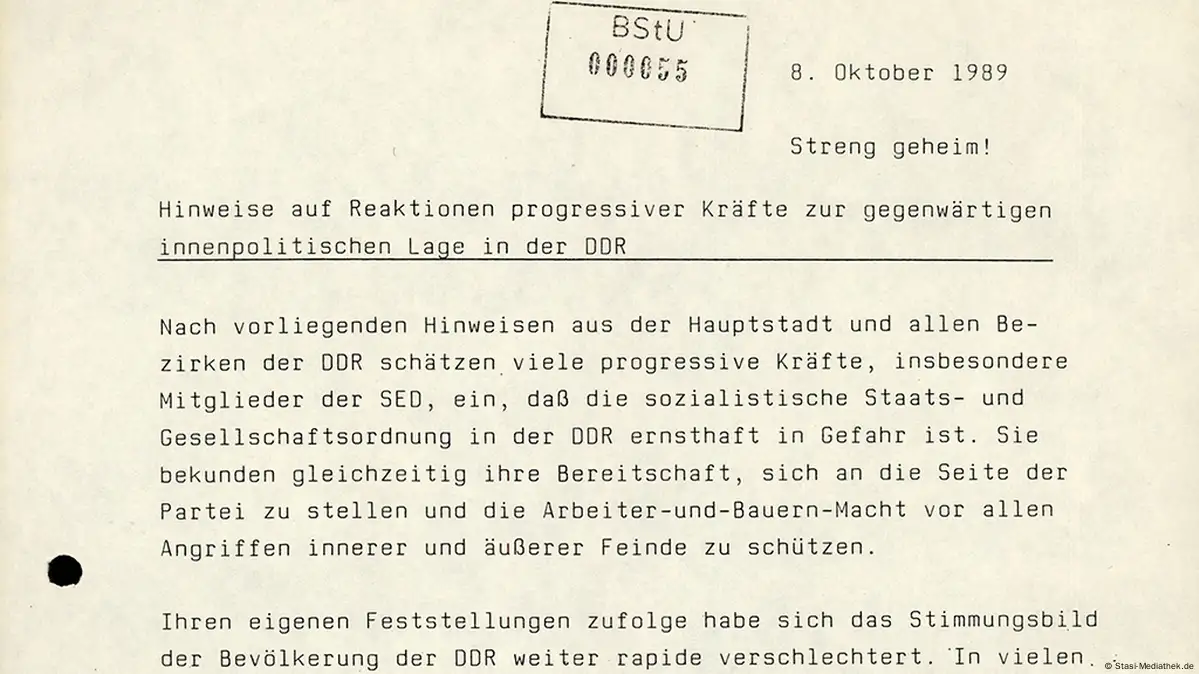 BStU
000055
8. Oktober 1989
Streng geheim!
Hinweise auf Reaktionen progressiver Kräfte zur gegenwärtigen
innenpolitischen Lage in der DDR
Nach vorliegenden Hinweisen aus der Hauptstadt und allen Be-
zirken der DDR schätzen viele progressive Kräfte, insbesondere
Mitglieder der SED, ein, daß die sozialistische Staats- und
Gesellschaftsordnung in der DDR ernsthaft in Gefahr ist. Sie
bekunden gleichzeitig ihre Bereitschaft, sich an die Seite der
Partei zu stellen und die Arbeiter-und-Bauern-Macht vor allen
Angriffen innerer und äußerer Feinde zu schützen.
Ihren eigenen Feststellungen zufolge habe sich das Stimmungsbild
der Bevölkerung der DDR weiter rapide verschlechtert. In vielen
© Stasi-Mediathek.de